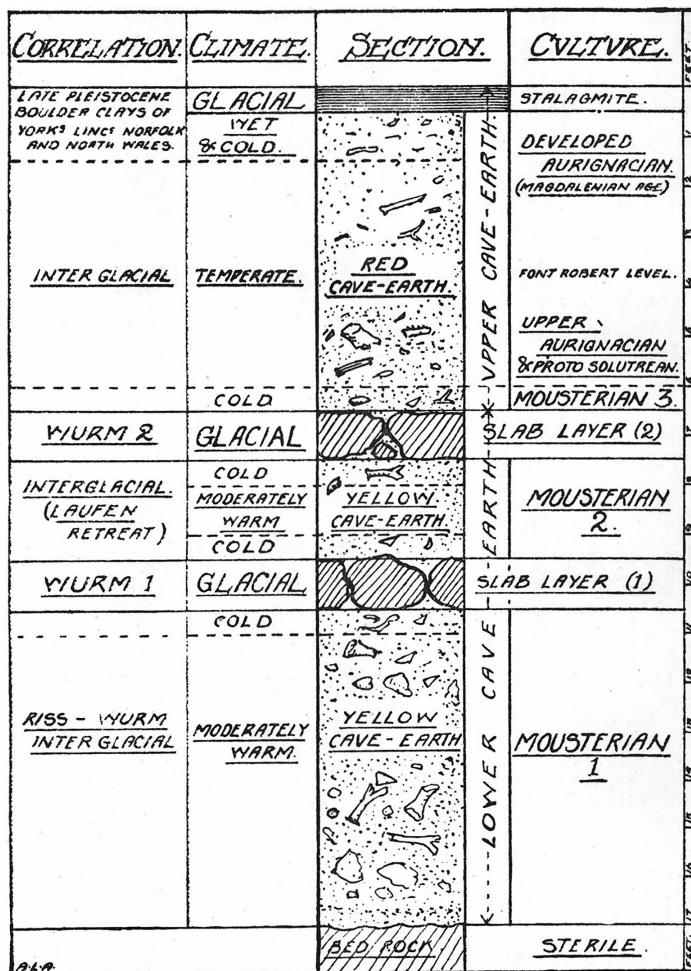 CORRELATION. CLIMATE. SECTION. CULTURE.
LATE PLEISTOCENE
BOULDER CLAYS OF
YORKS LINCS NORFOLK
AND NORTH WALES.
GLACIAL
WET
& COLD.
STALAGMITE.
DEVELOPED
AURIGNACIAN.
(MAGDALENIAN AGE)
INTER GLACIAL
TEMPERATE.
RED
CAVE-EARTH.
UPPER CAVE-EARTH
FONT ROBERT LEVEL.
UPPER
AURIGNACIAN
& PROTO SOLUTREAN.
COLD.
MOUSTERIAN 3.
WURM 2
GLACIAL
SLAB LAYER (2)
INTERGLACIAL.
(LAUFEN
RETREAT)
COLD
MODERATELY
WARM
COLD
YELLOW
CAVE-EARTH.
MOUSTERIAN
2.
WURM 1
GLACIAL
SLAB LAYER (1)
COLD
RISS - WURM
INTER GLACIAL
MODERATELY
WARM.
YELLOW
CAVE-EARTH
LOWER CAVE EARTH
MOUSTERIAN
1
BED ROCK.
STERILE.
A.L.A.
FEET.